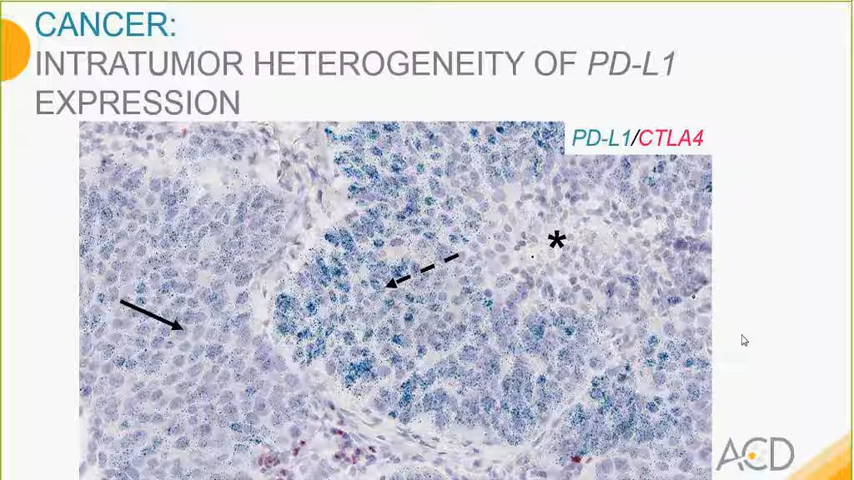 CANCER:
INTRATUMOR HETEROGENEITY OF PD-L1
EXPRESSION
PD-L1/CTLA4
*
ACD